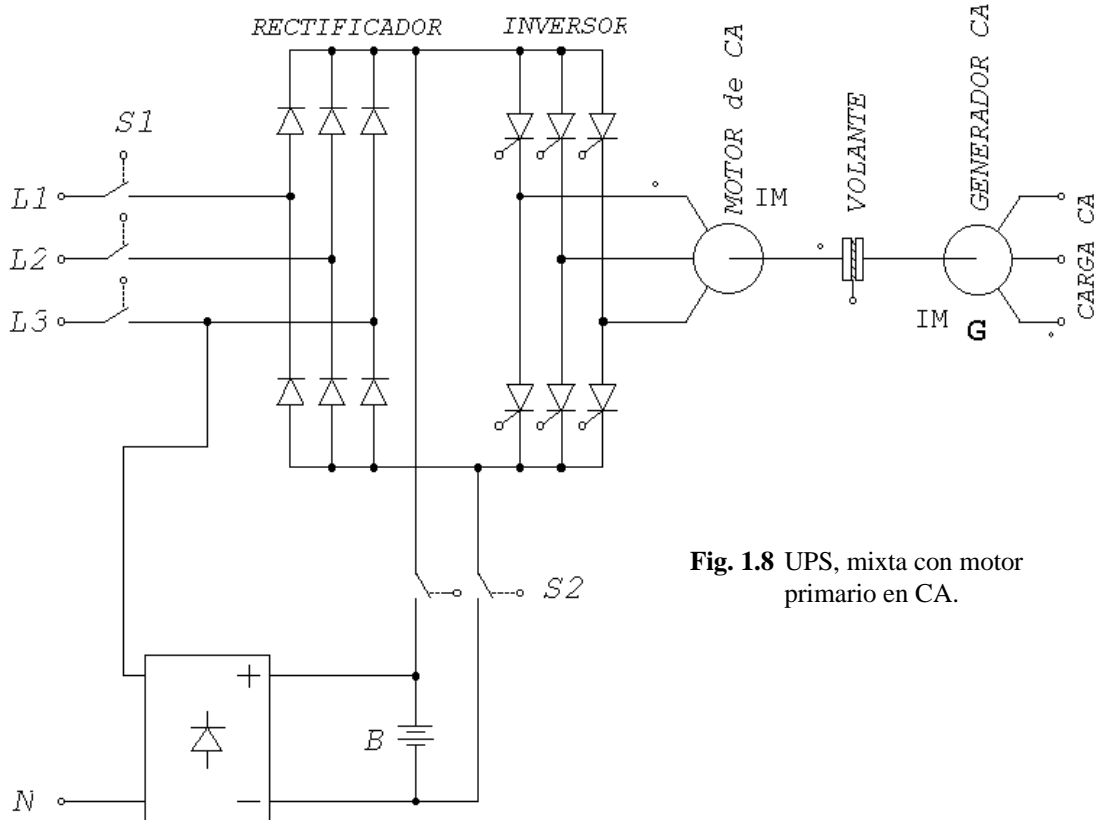 RECTIFICADOR
INVERSOR
S1
L1
L2
L3
MOTOR de CA
IM
VOLANTE
GENERADOR CA
IM
G
CARGA CA
S2
Fig. 1.8 UPS, mixta con motor
primario en CA.
+
B
N
−